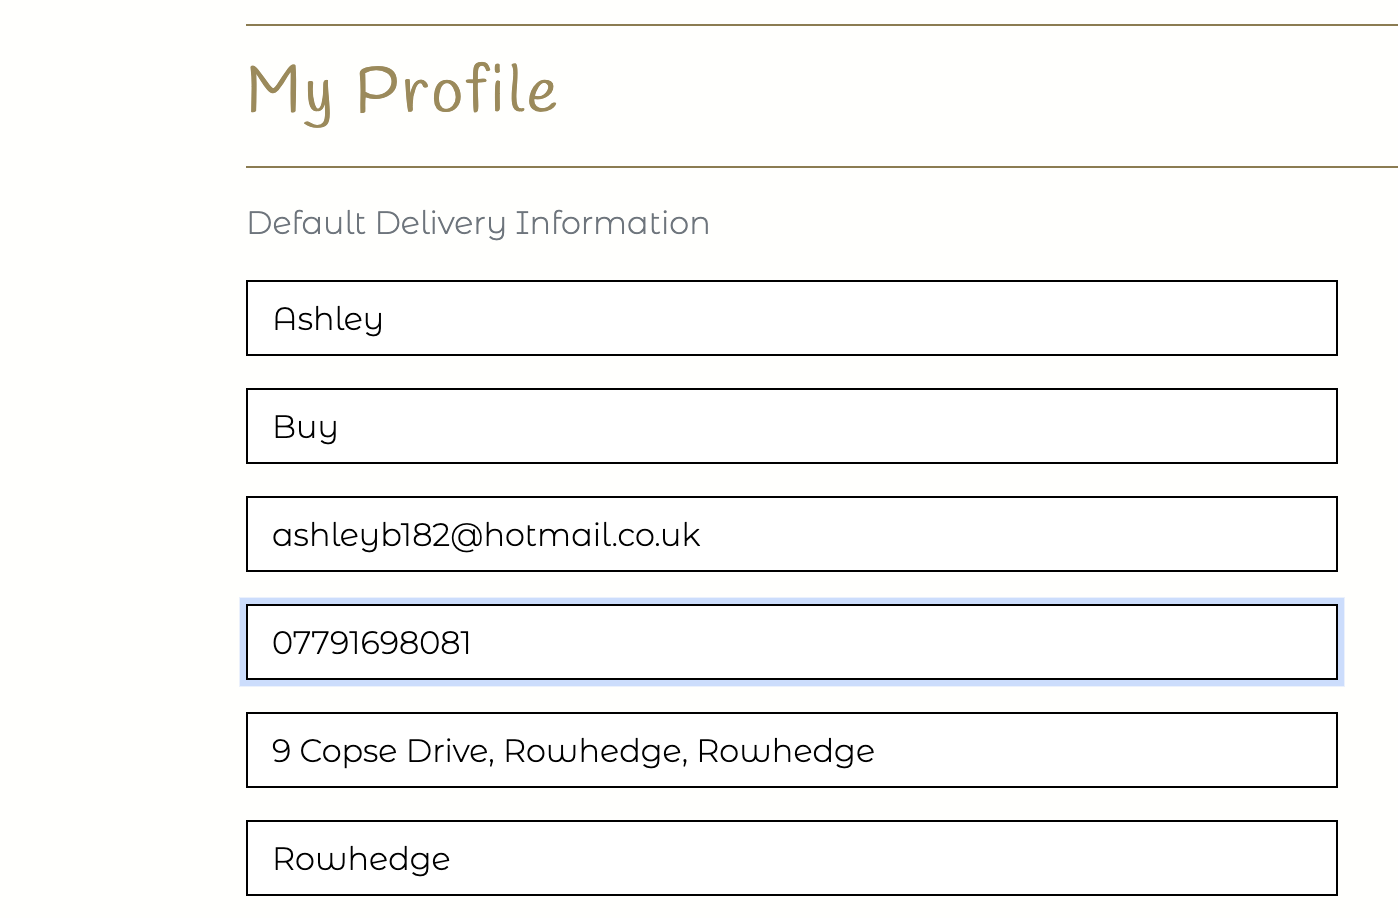 My Profile
Default Delivery Information
Ashley
Buy
ashleyb182@hotmail.co.uk
07791698081
9 Copse Drive, Rowhedge, Rowhedge
Rowhedge